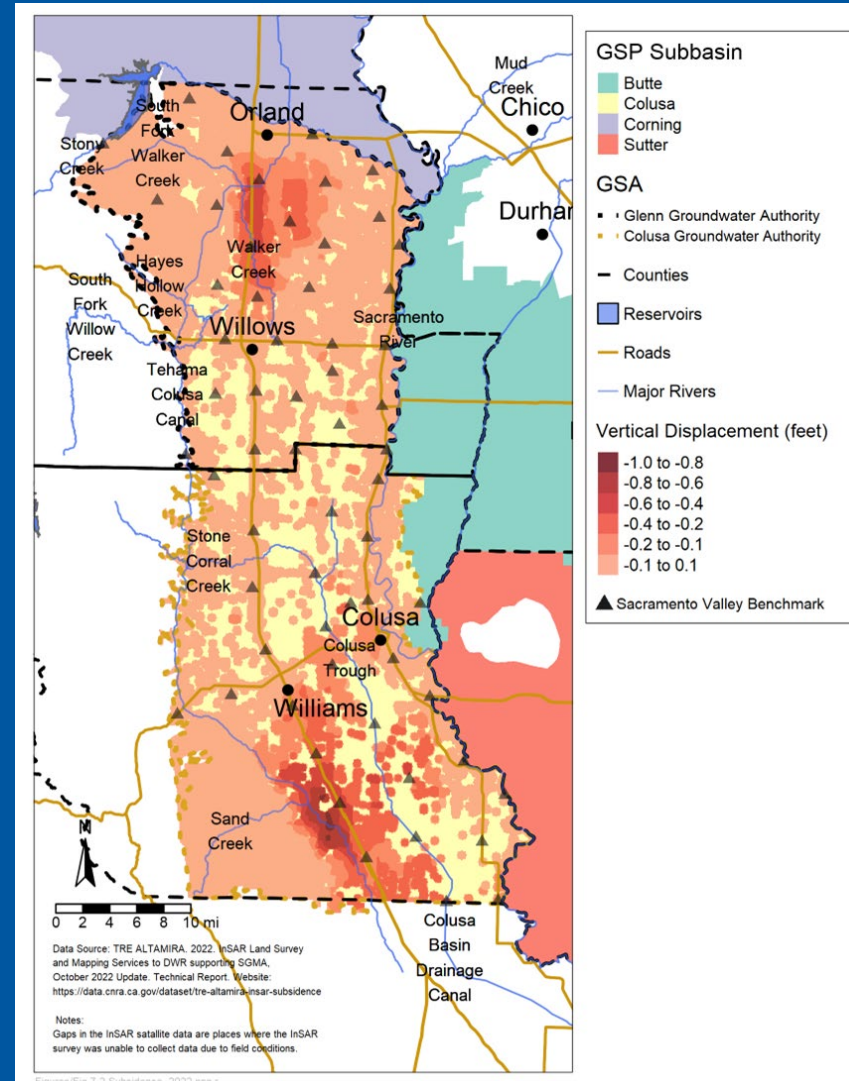 Mud
Creek
Chico
South
Fork
Walker
Creek
Orland
Stony
Creek
Durhar
Walker
Creek
Hayes
Hollow
Creek
South
Fork
Willow
Creek
Sacramento
River
Willows
Tehama
Colusa
Canal
Stone
Corral
Creek
Colusa
Colusa
Trough
Williams
Sand
Creek
N
0 2 4 6 8 10 mi
Colusa
Basin
Drainage
Canal
Data Source: TRE ALTAMIRA. 2022. InSAR Land Survey
and Mapping Services to DWR supporting SGMA,
October 2022 Update. Technical Report. Website:
https://data.cnra.ca.gov/dataset/tre-altamira-insar-subsidence
Notes:
Gaps in the InSAR satallite data are places where the InSAR
survey was unable to collect data due to field conditions.
GSP Subbasin
Butte
Colusa
Corning
Sutter
GSA
Glenn Groundwater Authority
Colusa Groundwater Authority
Counties
Reservoirs
Roads
Major Rivers
Vertical Displacement (feet)
-1.0 to -0.8
-0.8 to -0.6
-0.6 to -0.4
-0.4 to -0.2
-0.2 to -0.1
-0.1 to 0.1
Sacramento Valley Benchmark